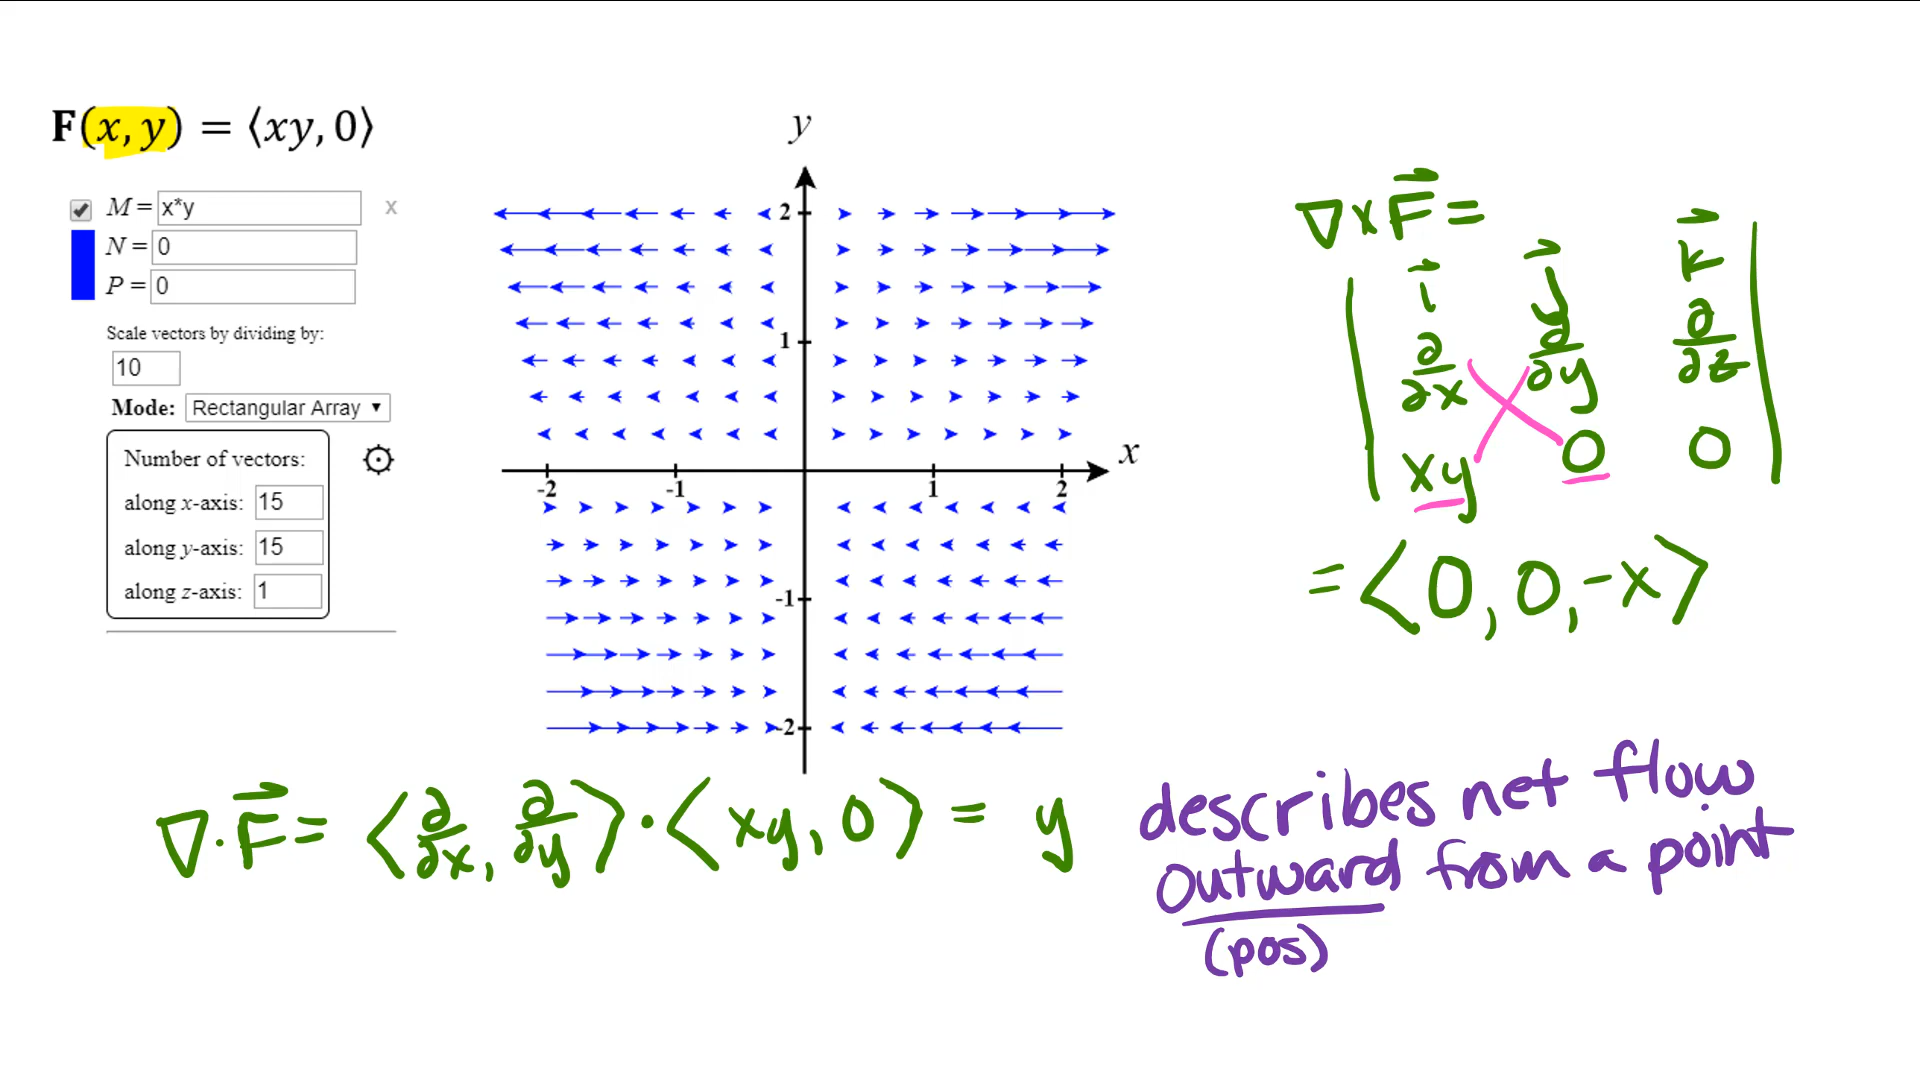 F(x, y) = ⟨xy, 0⟩
M = x*y x
N = 0
P = 0
Scale vectors by dividing by:
10
Mode: Rectangular Array ▼
Number of vectors:
along x-axis: 15
along y-axis: 15
along z-axis: 1
y
2
1
x
-2 -1 1 2
-1
-2
∇×F⃗ =
| i⃗ j⃗ k⃗ |
∂/∂x ∂/∂y ∂/∂z
xy 0 0
= ⟨0, 0, -x⟩
∇·F⃗ = ⟨∂/∂x, ∂/∂y⟩·⟨xy, 0⟩ = y
describes net flow
outward from a point
(pos)